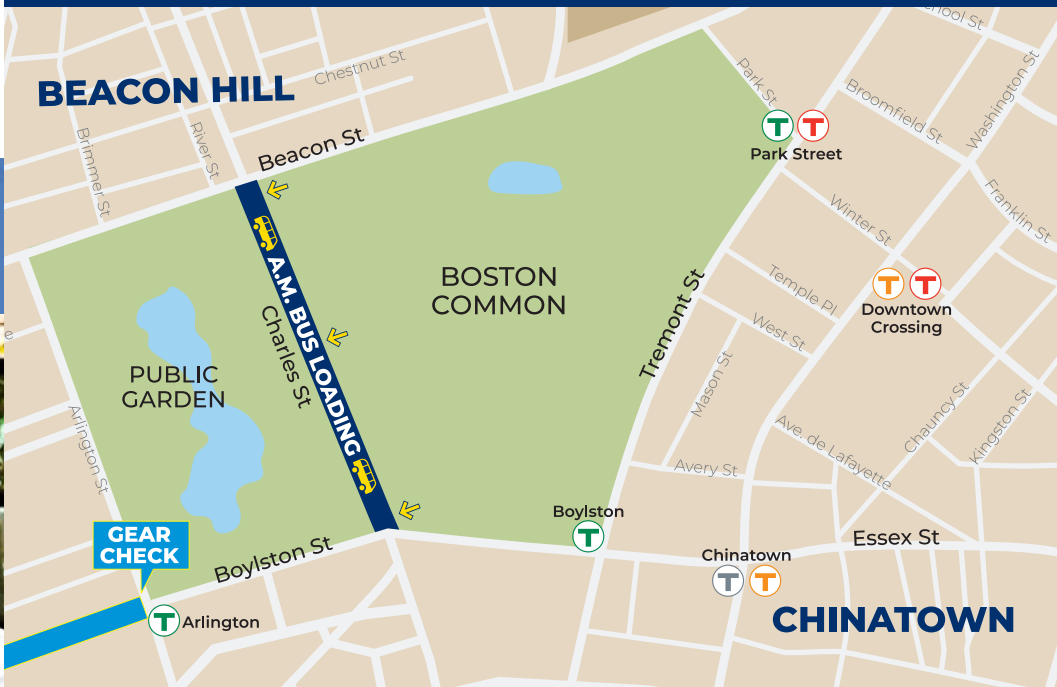 School St
BEACON HILL
Chestnut St
Park St
Washington St
Broomfield St
Brimmer St
River St
Beacon St
T T
Park Street
Winter St
Franklin St
A.M. BUS LOADING
Charles St
BOSTON
COMMON
Tremont St
Temple Pl
T T
Downtown
Crossing
West St
PUBLIC
GARDEN
Mason St
Arlington St
Ave. de Lafayette
Chauncy St
Kingston St
Avery St
Boylston
T
GEAR
CHECK
Boylston St
Essex St
Chinatown
T T
T Arlington
CHINATOWN